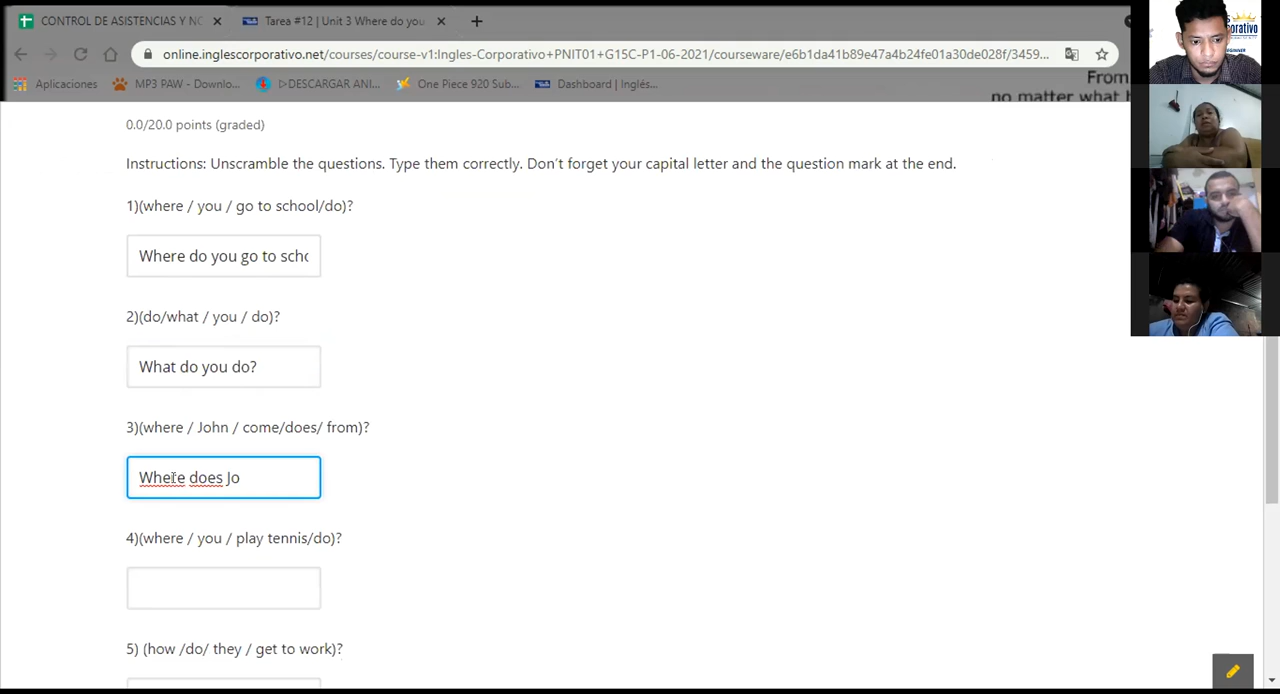 CONTROL DE ASISTENCIAS Y NO
Tarea #12 | Unit 3 Where do you
online.inglescorporativo.net/courses/course-v1:Ingles-Corporativo+PNIT01+G15C-P1-06-2021/courseware/e6b1da41b89e47a4b24fe01a30de028f/3459...
Aplicaciones
MP3 PAW - Downlo...
▷DESCARGAR ANI...
One Piece 920 Sub...
Dashboard | Inglés...
From
no matter what
0.0/20.0 points (graded)
Instructions: Unscramble the questions. Type them correctly. Don´t forget your capital letter and the question mark at the end.
1)(where / you / go to school/do)?
Where do you go to scho
2)(do/what / you / do)?
What do you do?
3)(where / John / come/does/ from)?
Where does Jo
4)(where / you / play tennis/do)?
5) (how /do/ they / get to work)?